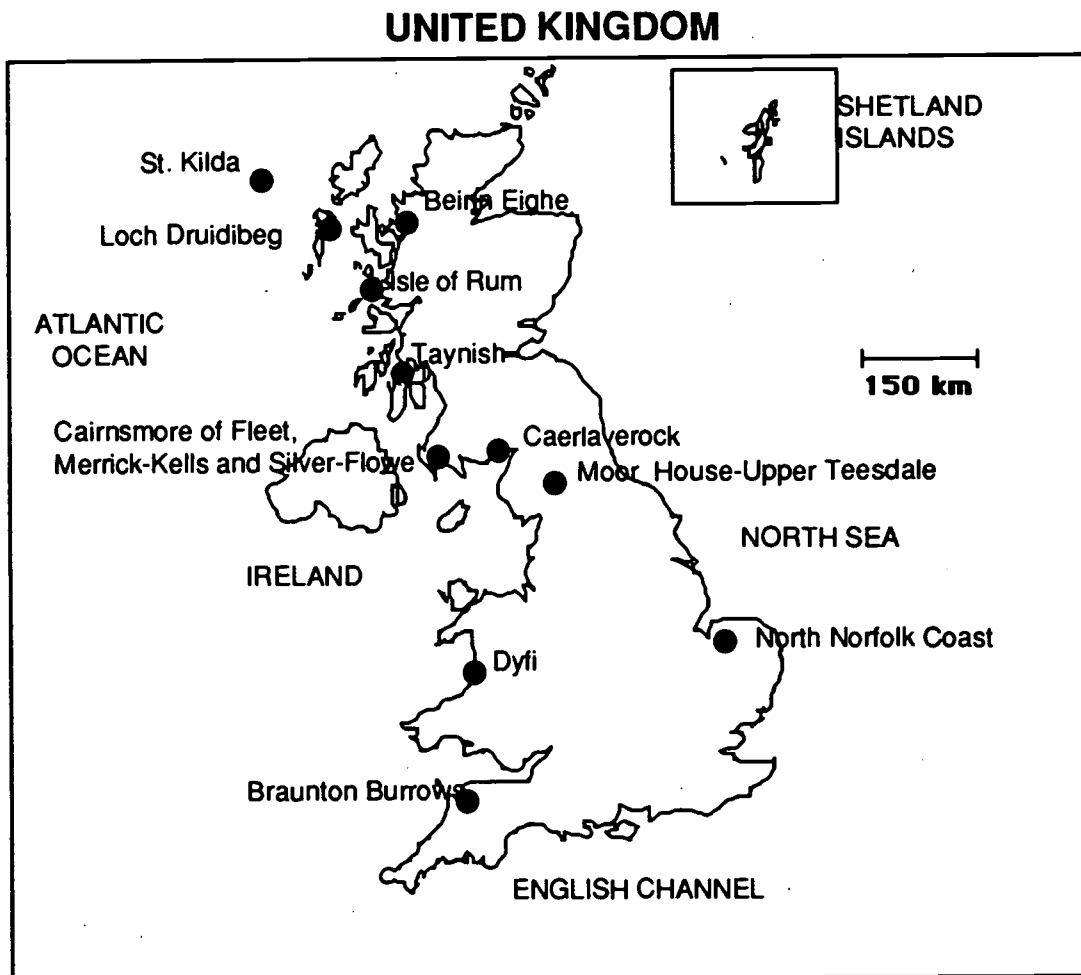 UNITED KINGDOM
SHETLAND
ISLANDS
St. Kilda
Beinn Eighe
Loch Druidibeg
Isle of Rum
ATLANTIC
OCEAN
Taynish
150 km
Cairnsmore of Fleet,
Merrick-Kells and Silver-Flowe
Caerlaverock
Moor House-Upper Teesdale
NORTH SEA
IRELAND
North Norfolk Coast
Dyfi
Braunton Burrows
ENGLISH CHANNEL